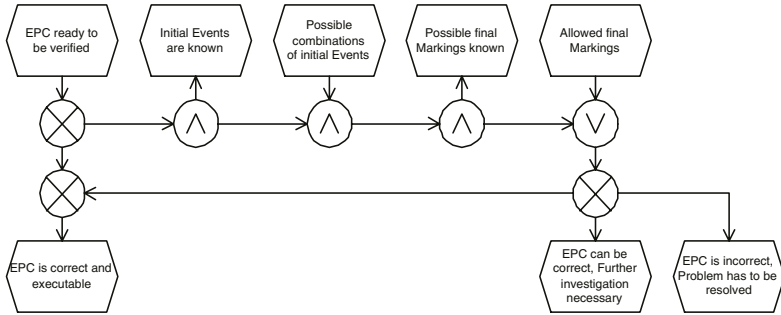 EPC ready to
be verified
Initial Events
are known
Possible
combinations
of initial Events
Possible final
Markings known
Allowed final
Markings
EPC is correct and
executable
EPC can be
correct, Further
investigation
necessary
EPC is incorrect,
Problem has to be
resolved